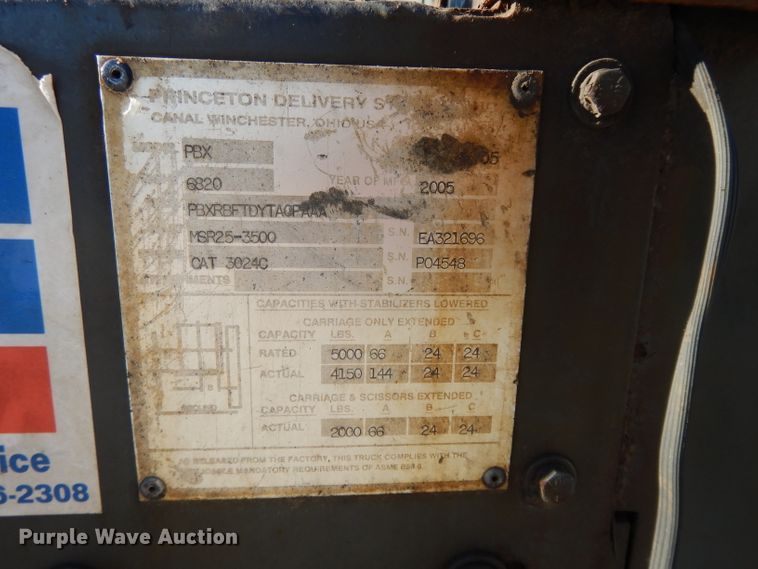 PRINCETON DELIVERY
CANAL WINCHESTER, OHIO USA
PBX
6820 YEAR OF MFG. 2005
MSR25-3500 S.N. EA321696
CAT 3024C S.N. P04548
CAPACITIES WITH STABILIZERS LOWERED
CARRIAGE ONLY EXTENDED
CAPACITY LBS. A B C
RATED 5000 66 24 24
ACTUAL 4150 144 24 24
CARRIAGE & SCISSORS EXTENDED
CAPACITY LBS. A B C
ACTUAL 2000 66 24 24
B
GROUND
AS RELEASED FROM THE FACTORY, THIS TRUCK COMPLIES WITH THE
MANDATORY REQUIREMENTS OF ASME B56.6
ice
6-2308
Purple Wave Auction